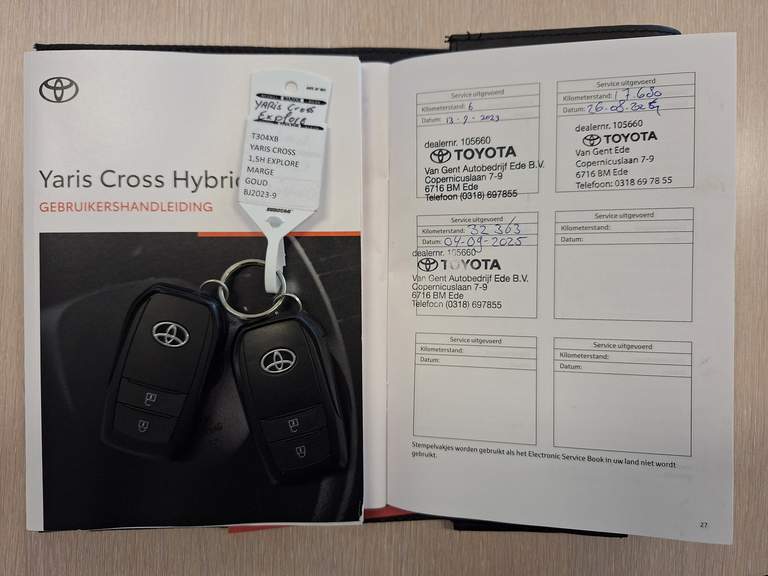 Yaris Cross Hybrid
GEBRUIKERSHANDLEIDING
YARIS Cross
Explore
T304XB
YARIS CROSS
1,5H EXPLORE
MARGE
GOUD
BJ2023-9
Service uitgevoerd
Kilometerstand: 6
Datum: 13-9-2023
dealernr. 105660
TOYOTA
Van Gent Autobedrijf Ede B.V.
Copernicuslaan 7-9
6716 BM Ede
Telefoon (0318) 697855
Service uitgevoerd
Kilometerstand: 17.680
Datum: 26.08.2024
dealernr. 105660
TOYOTA
Van Gent Ede
Copernicuslaan 7-9
6716 BM Ede
Telefoon: 0318 69 78 55
Service uitgevoerd
Kilometerstand: 32363
Datum: 04-09-2025
dealernr. 105660
TOYOTA
Van Gent Autobedrijf Ede B.V.
Copernicuslaan 7-9
6716 BM Ede
Telefoon (0318) 697855
Service uitgevoerd
Kilometerstand:
Datum:
Service uitgevoerd
Kilometerstand:
Datum:
Service uitgevoerd
Kilometerstand:
Datum:
Stempelvakjes worden gebruikt als het Electronic Service Book in uw land niet wordt
gebruikt.
27